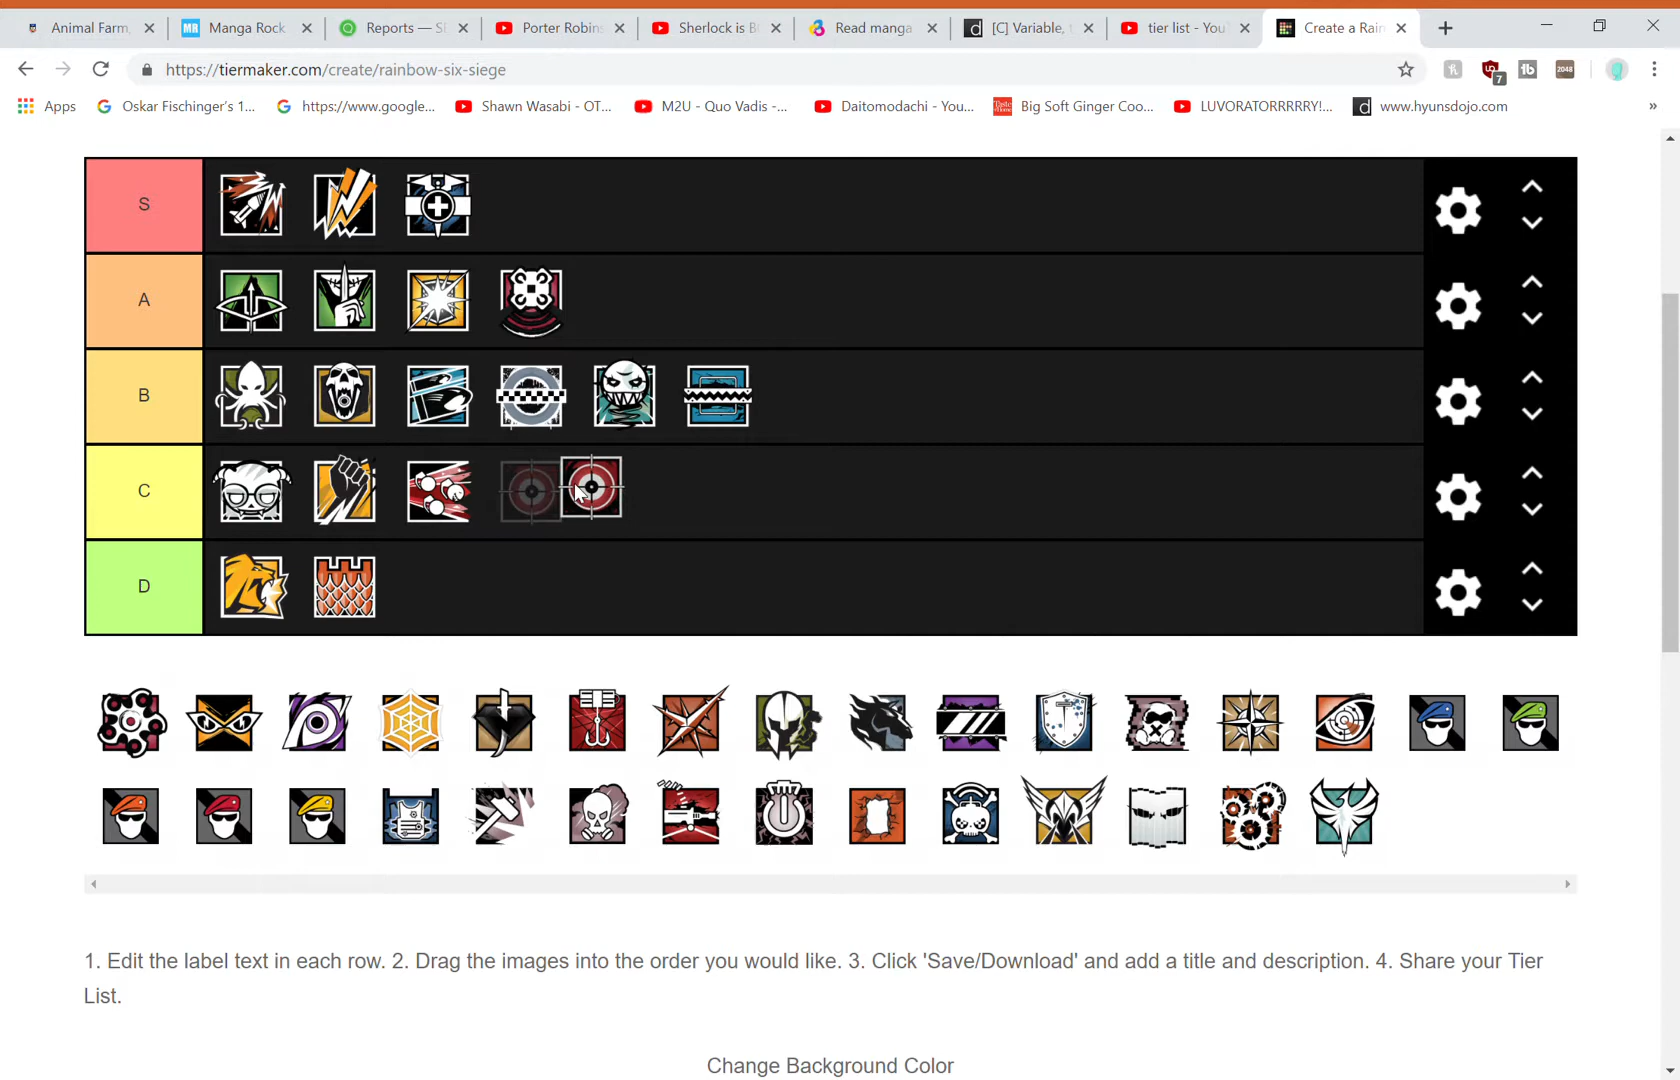 Animal Farm,
Manga Rock
Reports — S
Porter Robins
Sherlock is B
Read manga
[C] Variable,
tier list - You
Create a Rain
https://tiermaker.com/create/rainbow-six-siege
7
2048
Apps
Oskar Fischinger's 1...
https://www.google...
Shawn Wasabi - OT...
M2U - Quo Vadis -...
Daitomodachi - You...
Big Soft Ginger Coo...
LUVORATORRRRRY!...
www.hyunsdojo.com
»
S
A
B
C
D
1. Edit the label text in each row. 2. Drag the images into the order you would like. 3. Click 'Save/Download' and add a title and description. 4. Share your Tier
List.
Change Background Color